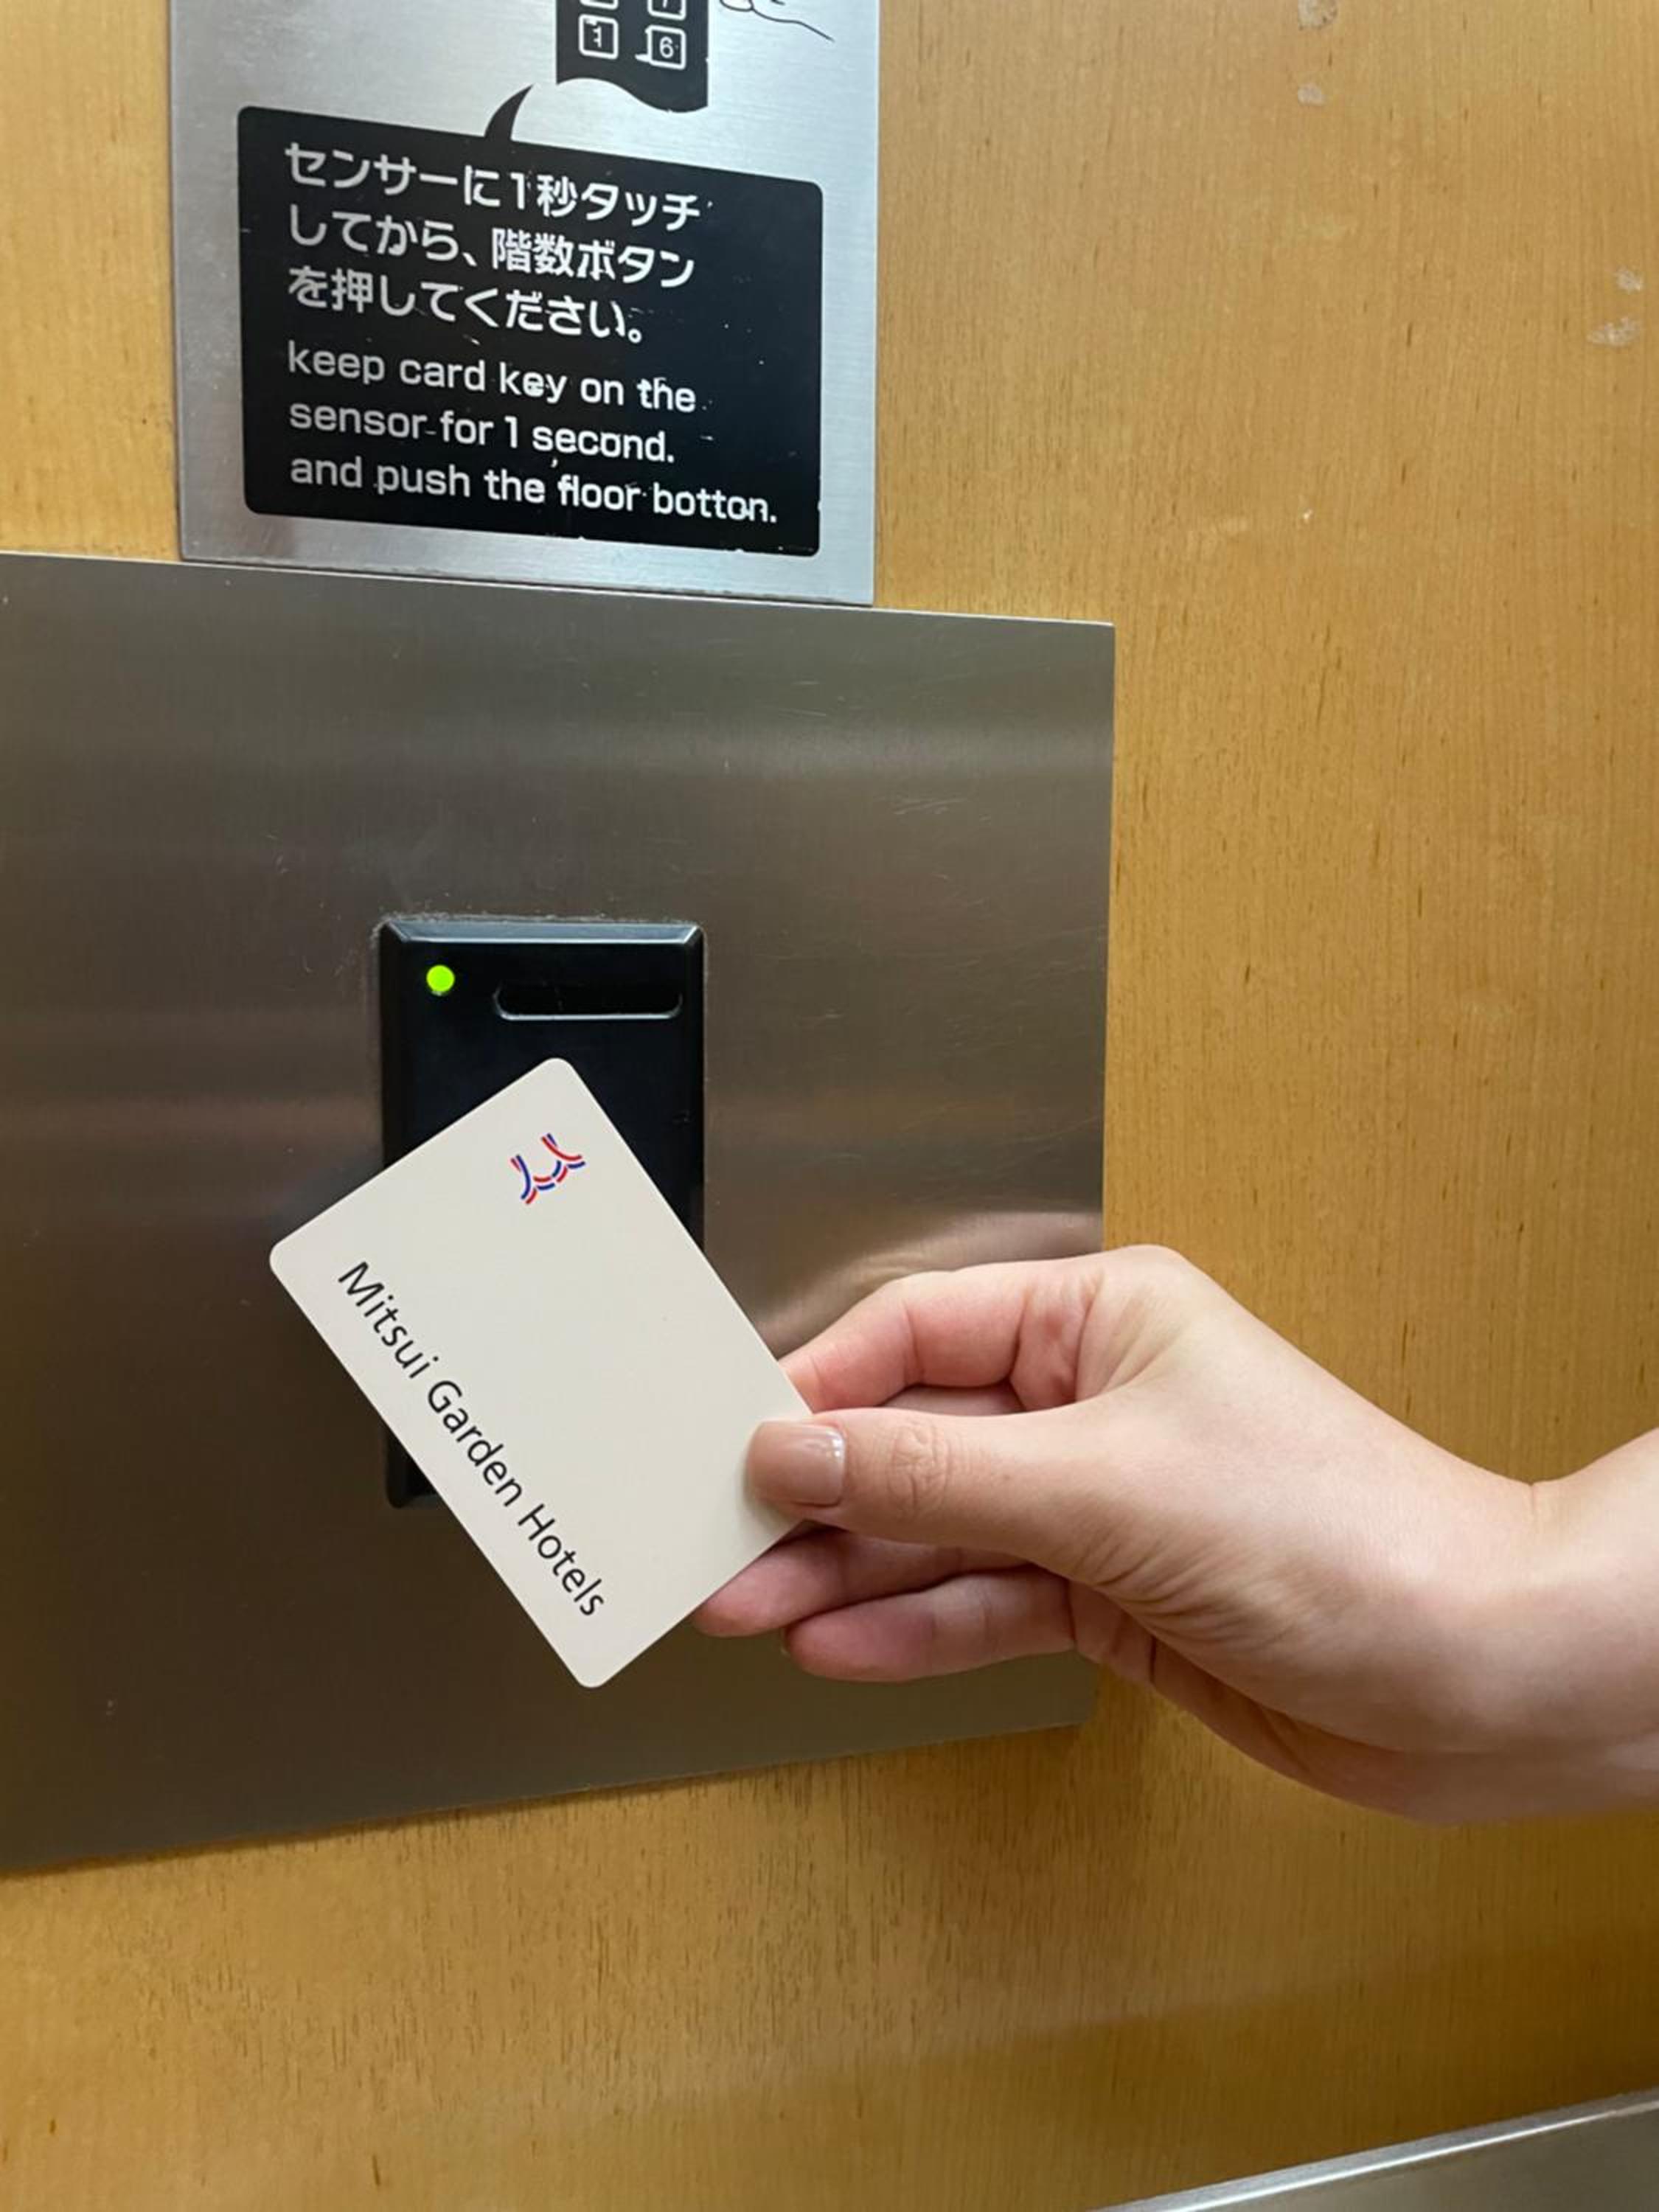 1 6
センサーに1秒タッチ
してから、階数ボタン
を押してください。
keep card key on the
sensor for 1 second.
and push the floor botton.
Mitsui Garden Hotels